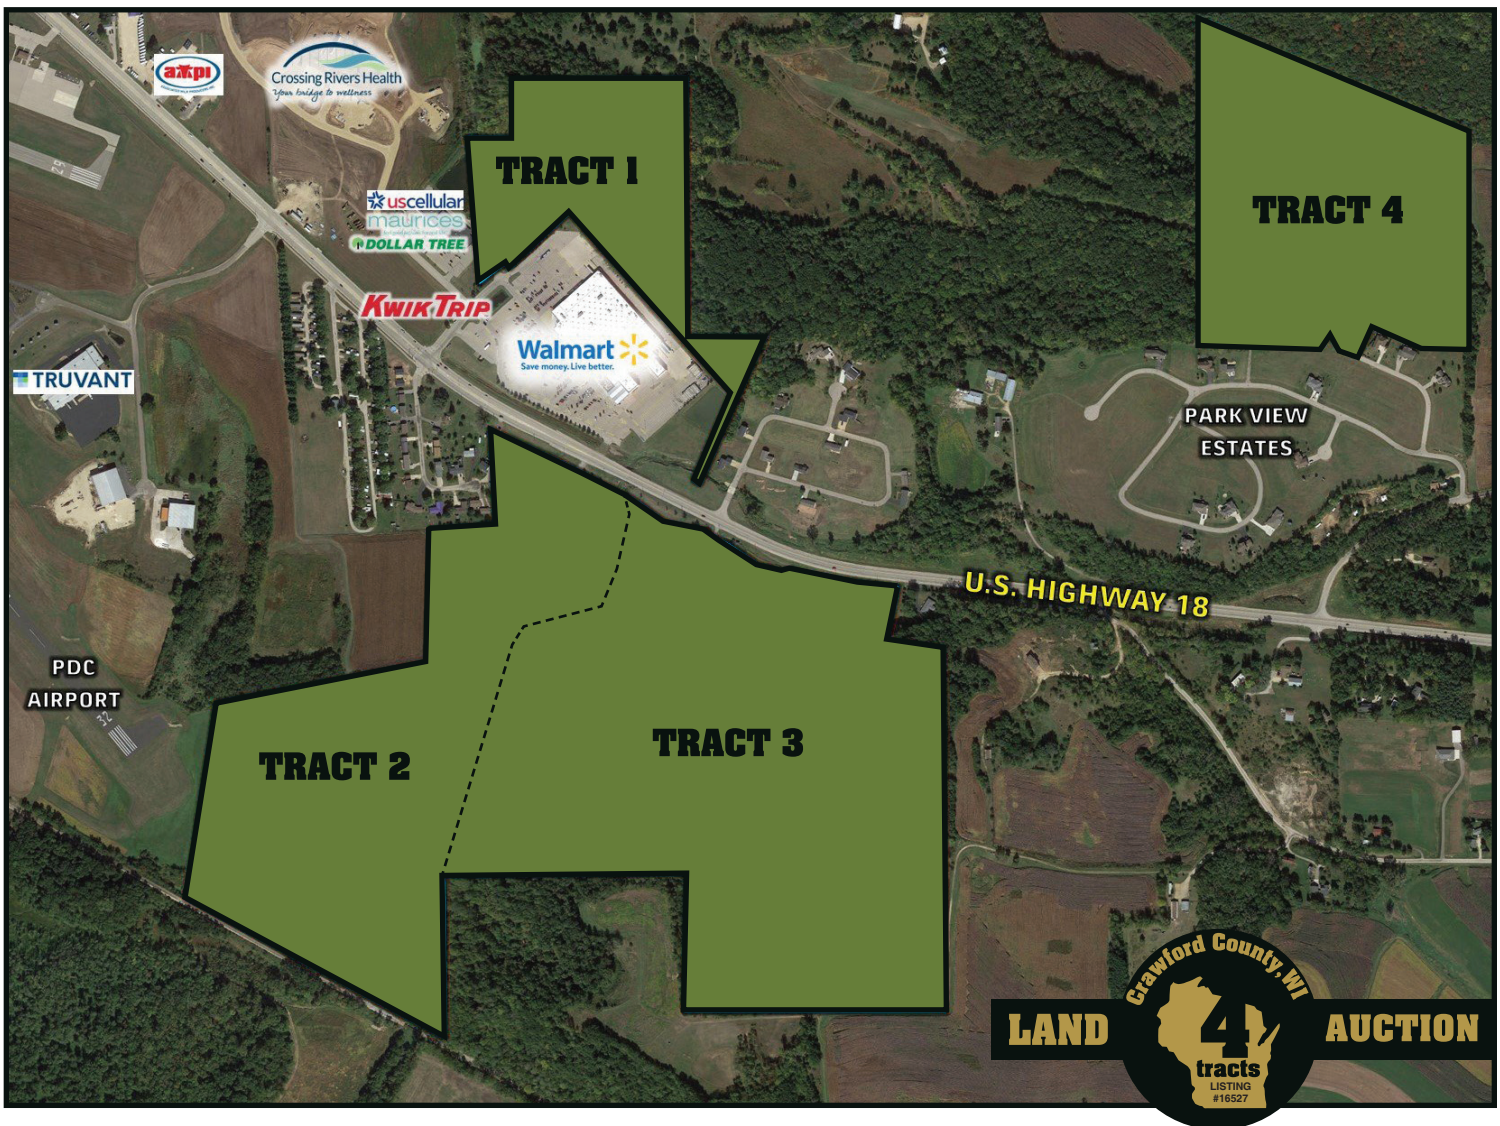 ampi
Crossing Rivers Health
Your bridge to wellness
TRACT 1
uscellular
maurices
DOLLAR TREE
KWIK TRIP
Walmart
Save money. Live better.
TRUVANT
TRACT 4
PARK VIEW
ESTATES
U.S. HIGHWAY 18
PDC
AIRPORT
32
29
TRACT 2
TRACT 3
Crawford County, WI
LAND
4
tracts
AUCTION
LISTING
#16527